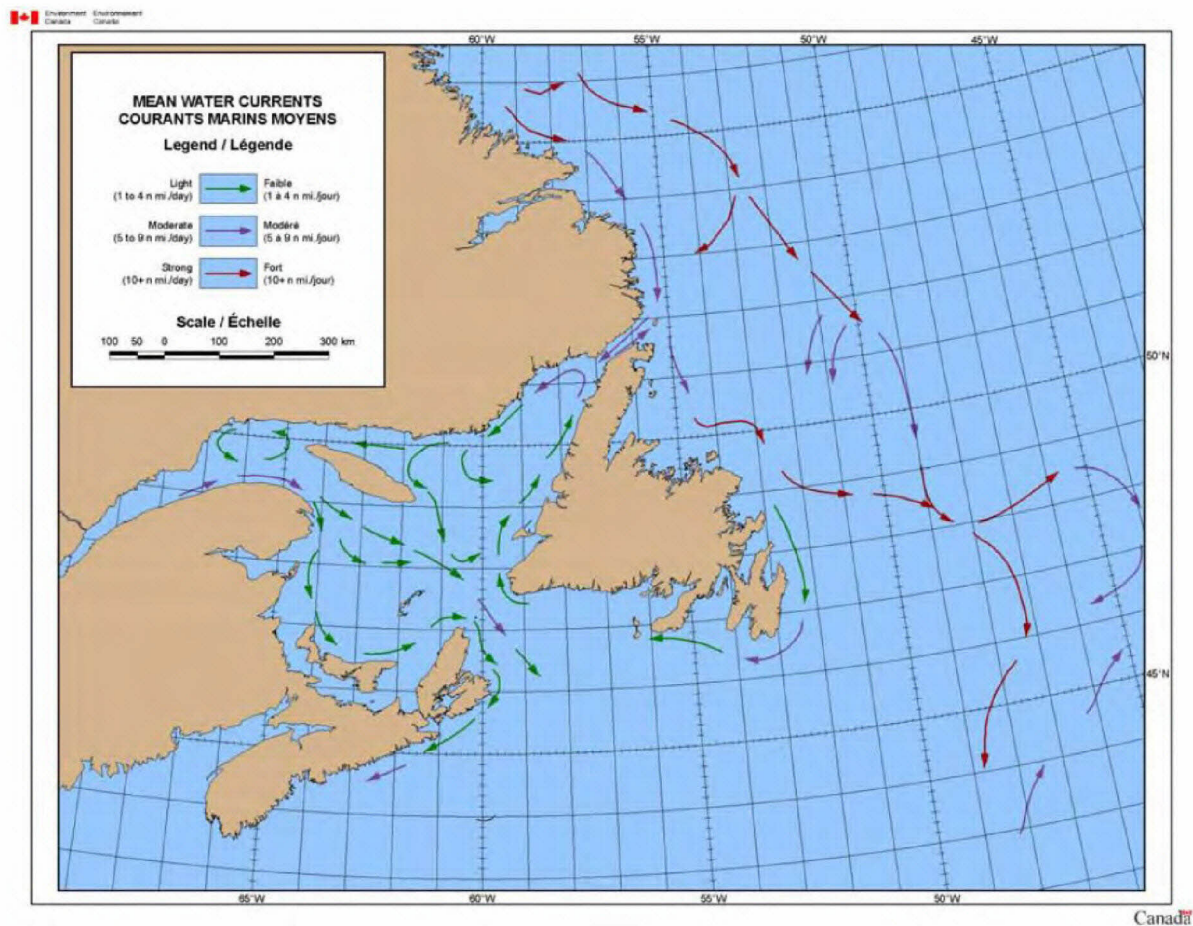 Environment Environnement
Canada Canada
60°W 55°W 50°W 45°W
MEAN WATER CURRENTS
COURANTS MARINS MOYENS
Legend / Légende
Light Faible
(1 to 4 n mi./day) (1 à 4 n mi./jour)
Moderate Modéré
(5 to 9 n mi./day) (5 à 9 n mi./jour)
Strong Fort
(10+ n mi./day) (10+ n mi./jour)
Scale / Échelle
100 50 0 100 200 300 km
50°N
45°N
65°W 60°W 55°W 50°W
Canada